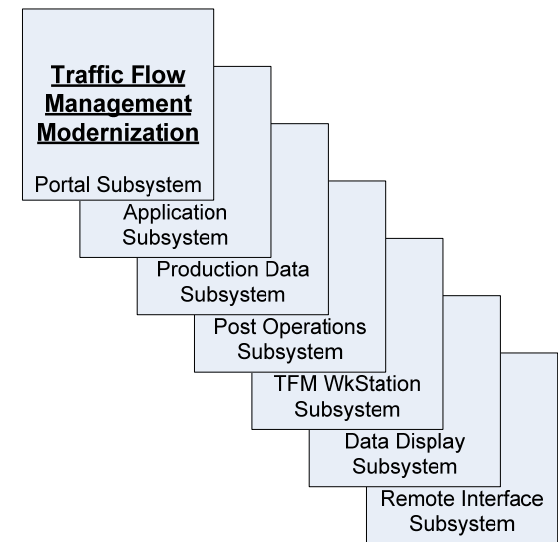 Traffic Flow
Management
Modernization
Portal Subsystem
Application
Subsystem
Production Data
Subsystem
Post Operations
Subsystem
TFM WkStation
Subsystem
Data Display
Subsystem
Remote Interface
Subsystem